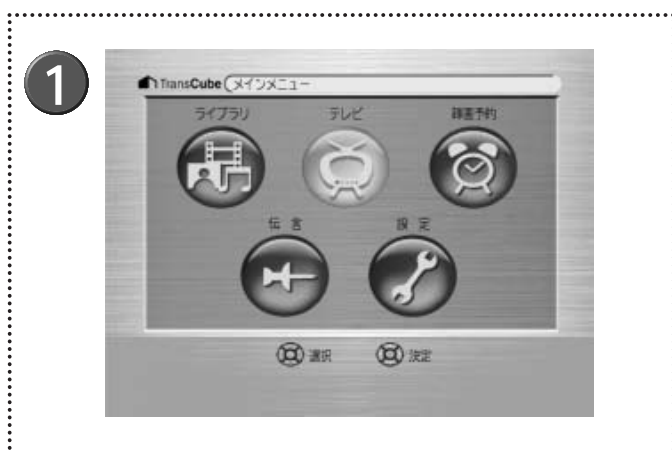 1
TransCube メインメニュー
ライブラリ テレビ 録画予約
伝言 設定
選択 決定